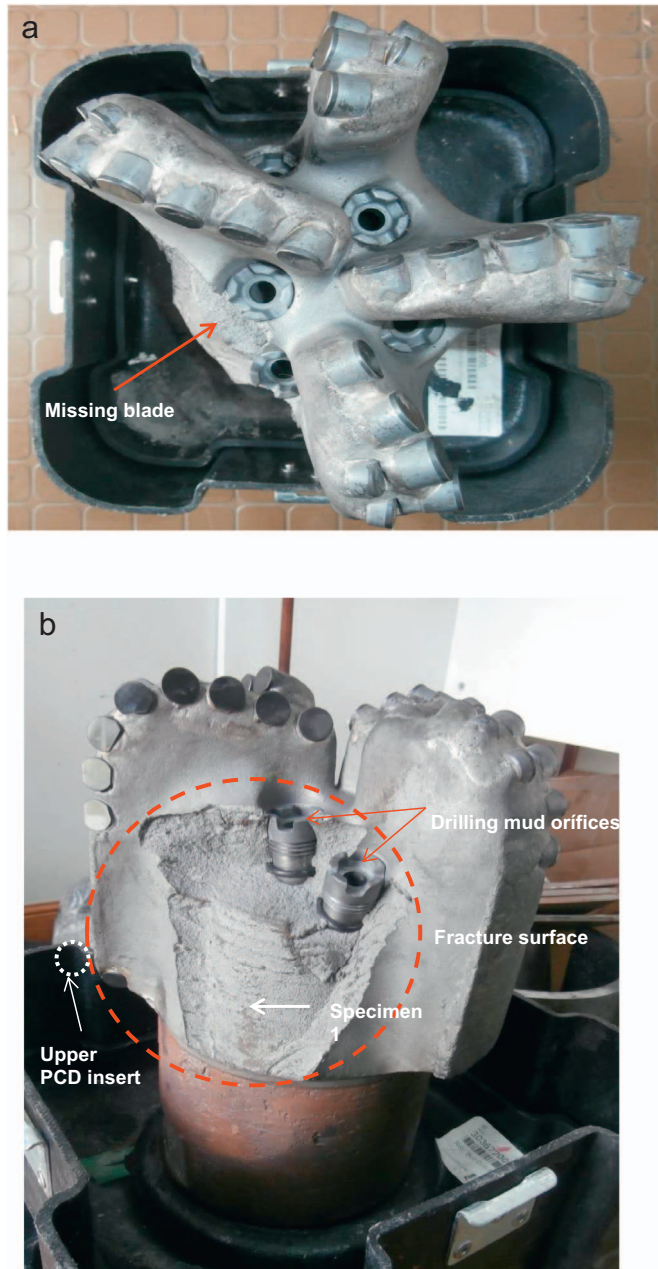 a
Missing blade
b
Drilling mud orifices
Fracture surface
Specimen
1
Upper
PCD insert